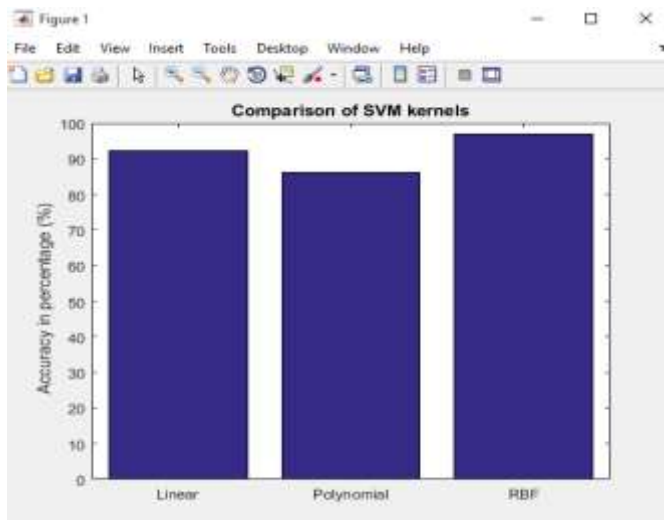 Figure 1
File Edit View Insert Tools Desktop Window Help
Comparison of SVM kernels
Accuracy in percentage (%)
100
90
80
70
60
50
40
30
20
10
0
Linear Polynomial RBF